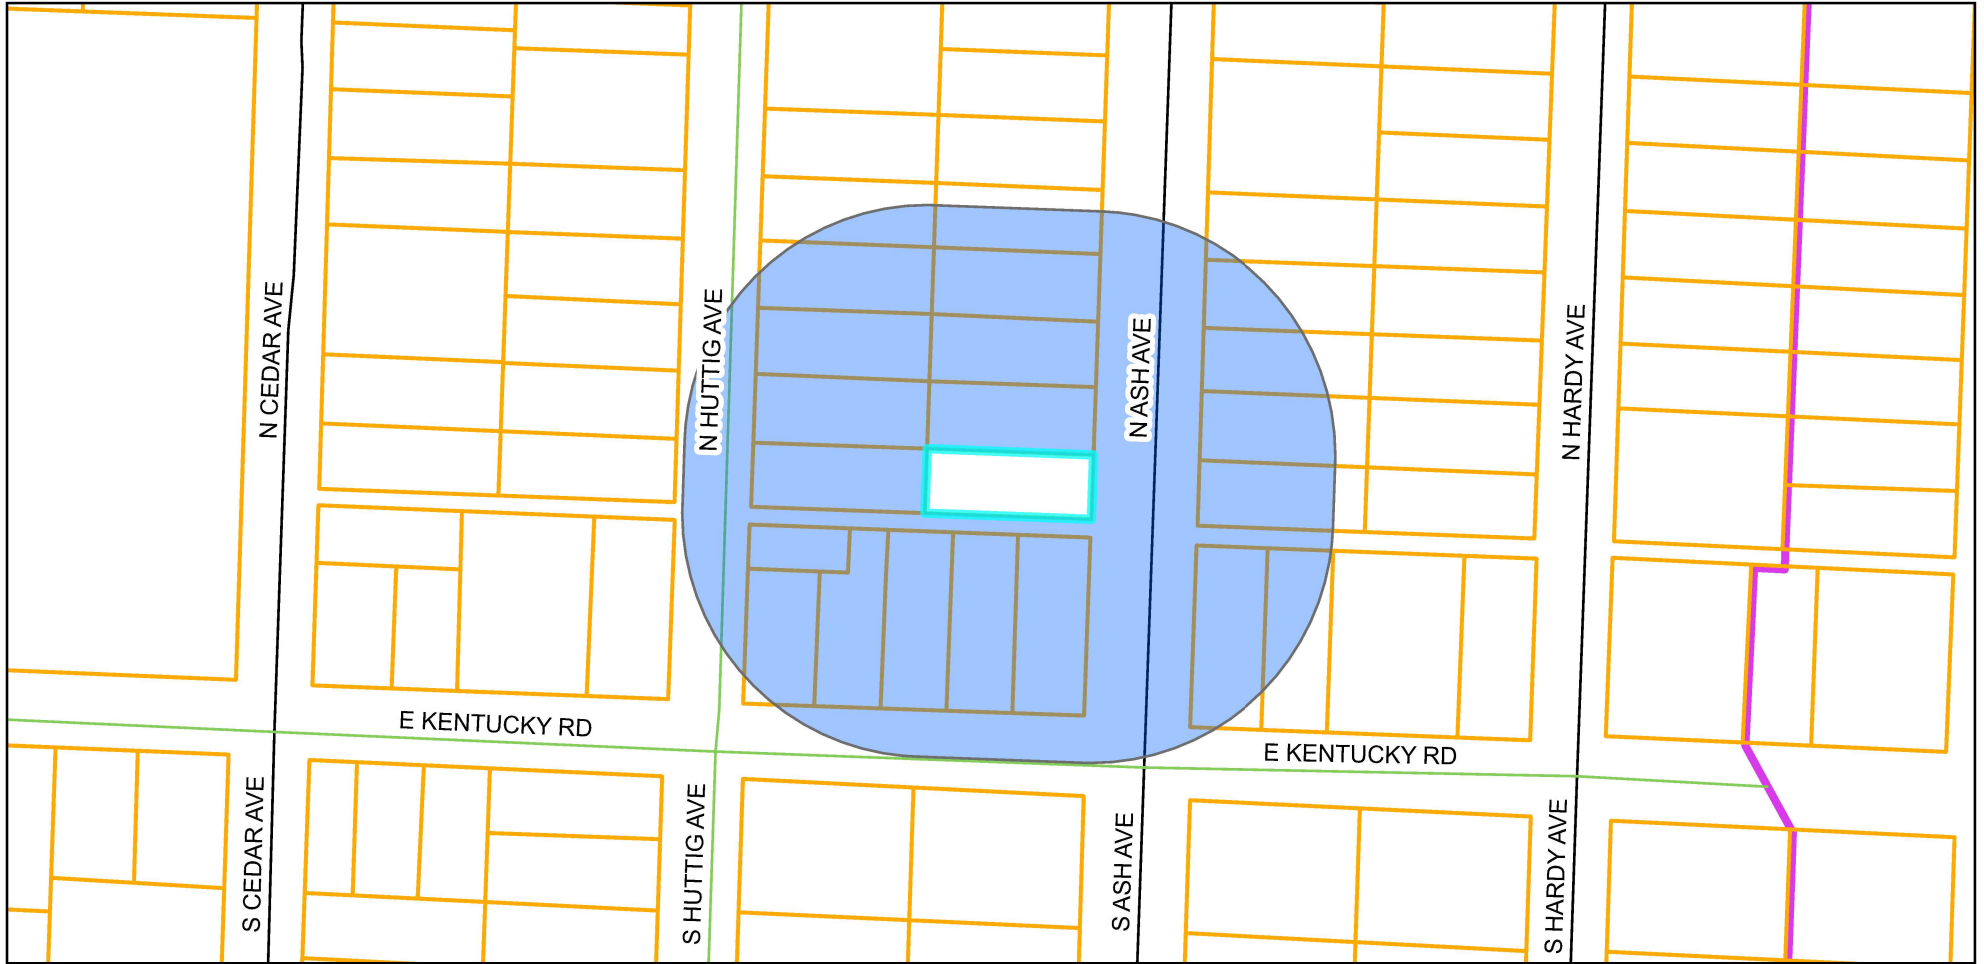 N CEDAR AVE
N HUTTIG AVE
N ASH AVE
N HARDY AVE
E KENTUCKY RD
E KENTUCKY RD
S CEDAR AVE
S HUTTIG AVE
S ASH AVE
S HARDY AVE